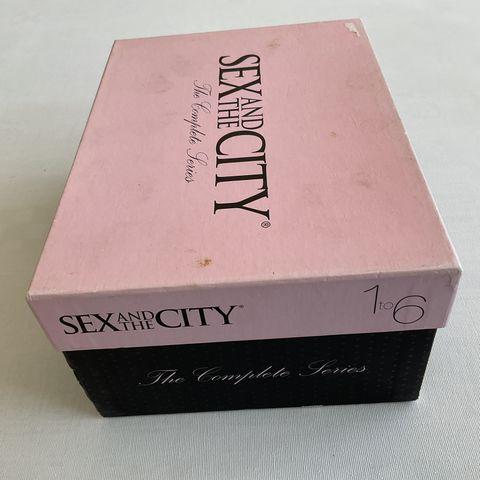 SEX AND THE CITY®
The Complete Series
SEX AND THE CITY®
1 to 6
The Complete Series